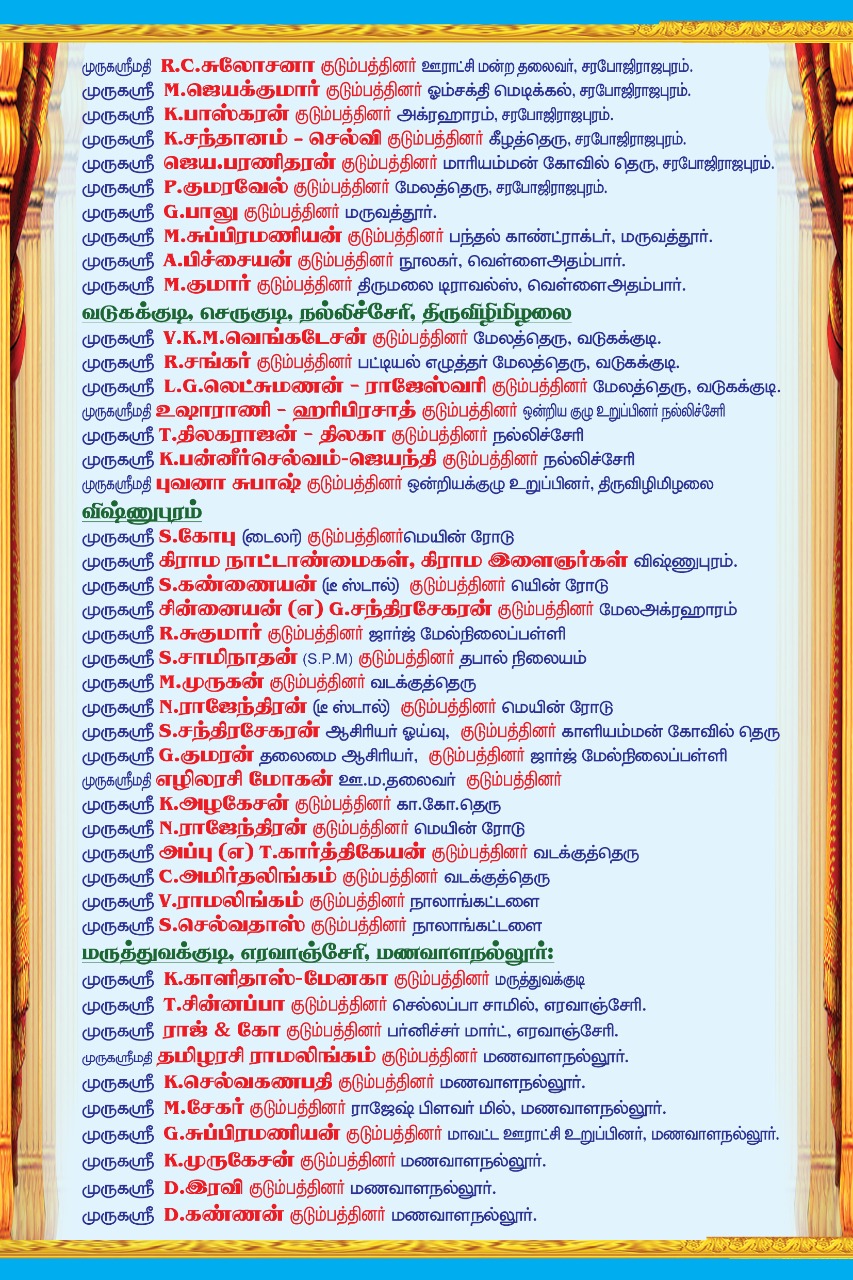 முருகஸ்ரீமதி R.C.சுலோசனா குடும்பத்தினர் ஊராட்சி மன்ற தலைவர், சரபோஜிராஜபுரம்.
முருகஸ்ரீ M.ஜெயக்குமார் குடும்பத்தினர் ஓம்சக்தி மெடிக்கல், சரபோஜிராஜபுரம்.
முருகஸ்ரீ K.பாஸ்கரன் குடும்பத்தினர் அக்ரஹாரம், சரபோஜிராஜபுரம்.
முருகஸ்ரீ K.சந்தானம் - செல்வி குடும்பத்தினர் கீழத்தெரு, சரபோஜிராஜபுரம்.
முருகஸ்ரீ ஜெய.பரணிதரன் குடும்பத்தினர் மாரியம்மன் கோவில் தெரு, சரபோஜிராஜபுரம்.
முருகஸ்ரீ P.குமரவேல் குடும்பத்தினர் மேலத்தெரு, சரபோஜிராஜபுரம்.
முருகஸ்ரீ G.பாலு குடும்பத்தினர் மருவத்தூர்.
முருகஸ்ரீ M.சுப்பிரமணியன் குடும்பத்தினர் பந்தல் காண்ட்ராக்டர், மருவத்தூர்.
முருகஸ்ரீ A.பிச்சையன் குடும்பத்தினர் நூலகர், வெள்ளைஅதம்பார்.
முருகஸ்ரீ M.குமார் குடும்பத்தினர் திருமலை டிராவல்ஸ், வெள்ளைஅதம்பார்.
வடுகக்குடி, செருகுடி, நல்லிச்சேரி, திருவிழிமிழலை
முருகஸ்ரீ V.K.M.வெங்கடேசன் குடும்பத்தினர் மேலத்தெரு, வடுகக்குடி.
முருகஸ்ரீ R.சங்கர் குடும்பத்தினர் பட்டியல் எழுத்தர் மேலத்தெரு, வடுகக்குடி.
முருகஸ்ரீ L.G.லெட்சுமணன் - ராஜேஸ்வரி குடும்பத்தினர் மேலத்தெரு, வடுகக்குடி.
முருகஸ்ரீமதி உஷாராணி - ஹரிபிரசாத் குடும்பத்தினர் ஒன்றிய குழு உறுப்பினர் நல்லிச்சேரி
முருகஸ்ரீ T.திலகராஜன் - திலகா குடும்பத்தினர் நல்லிச்சேரி
முருகஸ்ரீ K.பன்னீர்செல்வம்-ஜெயந்தி குடும்பத்தினர் நல்லிச்சேரி
முருகஸ்ரீமதி புவனா சுபாஷ் குடும்பத்தினர் ஒன்றியக்குழு உறுப்பினர், திருவிழிமிழலை
விஷ்ணுபுரம்
முருகஸ்ரீ S.கோபு (டைலர்) குடும்பத்தினர்மெயின் ரோடு
முருகஸ்ரீ கிராம நாட்டாண்மைகள், கிராம இளைஞர்கள் விஷ்ணுபுரம்.
முருகஸ்ரீ S.கண்ணையன் (டீ ஸ்டால்) குடும்பத்தினர் யெின் ரோடு
முருகஸ்ரீ சின்னையன் (எ) G.சந்திரசேகரன் குடும்பத்தினர் மேலஅக்ரஹாரம்
முருகஸ்ரீ R.சுகுமார் குடும்பத்தினர் ஜார்ஜ் மேல்நிலைப்பள்ளி
முருகஸ்ரீ S.சாமிநாதன் (S.P.M) குடும்பத்தினர் தபால் நிலையம்
முருகஸ்ரீ M.முருகன் குடும்பத்தினர் வடக்குத்தெரு
முருகஸ்ரீ N.ராஜேந்திரன் (டீ ஸ்டால்) குடும்பத்தினர் மெயின் ரோடு
முருகஸ்ரீ S.சந்திரசேகரன் ஆசிரியர் ஓய்வு, குடும்பத்தினர் காளியம்மன் கோவில் தெரு
முருகஸ்ரீ G.குமரன் தலைமை ஆசிரியர், குடும்பத்தினர் ஜார்ஜ் மேல்நிலைப்பள்ளி
முருகஸ்ரீமதி எழிலரசி மோகன் ஊ.ம.தலைவர் குடும்பத்தினர்
முருகஸ்ரீ K.அழகேசன் குடும்பத்தினர் கா.கோ.தெரு
முருகஸ்ரீ N.ராஜேந்திரன் குடும்பத்தினர் மெயின் ரோடு
முருகஸ்ரீ அப்பு (எ) T.கார்த்திகேயன் குடும்பத்தினர் வடக்குத்தெரு
முருகஸ்ரீ C.அமிர்தலிங்கம் குடும்பத்தினர் வடக்குத்தெரு
முருகஸ்ரீ V.ராமலிங்கம் குடும்பத்தினர் நாலாங்கட்டளை
முருகஸ்ரீ S.செல்வதாஸ் குடும்பத்தினர் நாலாங்கட்டளை
மருத்துவக்குடி, எரவாஞ்சேரி, மணவாளநல்லூர்:
முருகஸ்ரீ K.காளிதாஸ்-மேனகா குடும்பத்தினர் மருத்துவக்குடி
முருகஸ்ரீ T.சின்னப்பா குடும்பத்தினர் செல்லப்பா சாமில், எரவாஞ்சேரி.
முருகஸ்ரீ ராஜ் & கோ குடும்பத்தினர் பர்னிச்சர் மார்ட், எரவாஞ்சேரி.
முருகஸ்ரீமதி தமிழரசி ராமலிங்கம் குடும்பத்தினர் மணவாளநல்லூர்.
முருகஸ்ரீ K.செல்வகணபதி குடும்பத்தினர் மணவாளநல்லூர்.
முருகஸ்ரீ M.சேகர் குடும்பத்தினர் ராஜேஷ் பிளவர் மில், மணவாளநல்லூர்.
முருகஸ்ரீ G.சுப்பிரமணியன் குடும்பத்தினர் மாவட்ட ஊராட்சி உறுப்பினர், மணவாளநல்லூர்.
முருகஸ்ரீ K.முருகேசன் குடும்பத்தினர் மணவாளநல்லூர்.
முருகஸ்ரீ D.இரவி குடும்பத்தினர் மணவாளநல்லூர்.
முருகஸ்ரீ D.கண்ணன் குடும்பத்தினர் மணவாளநல்லூர்.